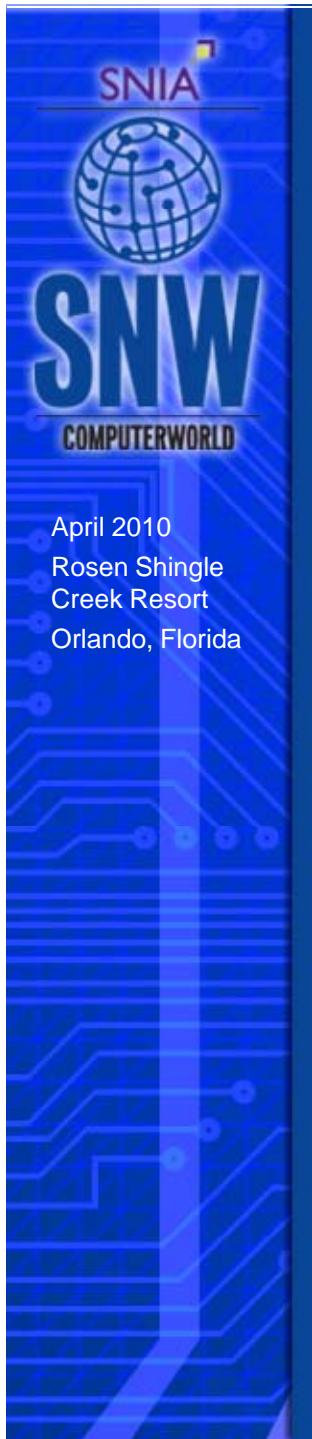 SNIA
SNW
COMPUTERWORLD
April 2010
Rosen Shingle
Creek Resort
Orlando, Florida